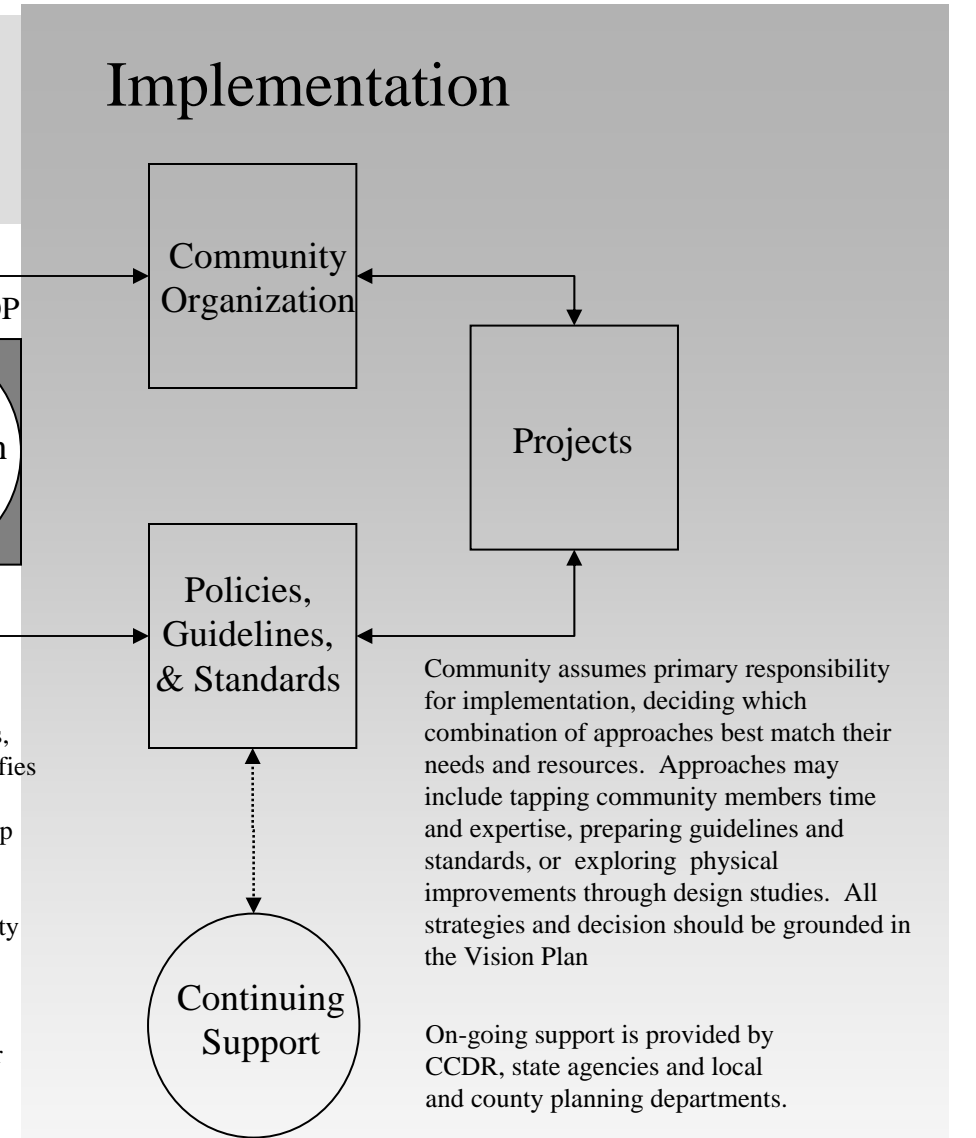 Implementation
Community
Organization
Projects
Policies,
Guidelines,
& Standards
Community assumes primary responsibility
for implementation, deciding which
combination of approaches best match their
needs and resources.  Approaches may
include tapping community members time
and expertise, preparing guidelines and
standards, or  exploring  physical
improvements through design studies.  All
strategies and decision should be grounded in
the Vision Plan
Continuing
Support
On-going support is provided by
CCDR, state agencies and local
and county planning departments.